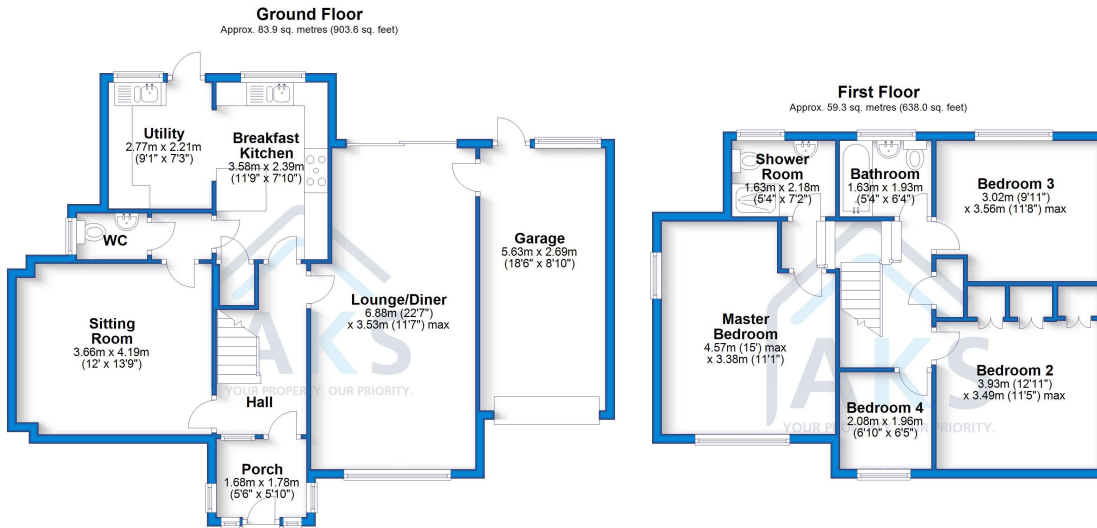 Ground Floor
Approx. 83.9 sq. metres (903.6 sq. feet)
Utility
2.77m x 2.21m
(9'1" x 7'3")
Breakfast
Kitchen
3.58m x 2.39m
(11'9" x 7'10")
WC
Garage
5.63m x 2.69m
(18'6" x 8'10")
Lounge/Diner
6.88m (22'7")
x 3.53m (11'7") max
Sitting
Room
3.66m x 4.19m
(12' x 13'9")
Hall
Porch
1.68m x 1.78m
(5'6" x 5'10")
AKS
YOUR PROPERTY. OUR PRIORITY.
First Floor
Approx. 59.3 sq. metres (638.0 sq. feet)
Shower
Room
1.63m x 2.18m
(5'4" x 7'2")
Bathroom
1.63m x 1.93m
(5'4" x 6'4")
Bedroom 3
3.02m (9'11")
x 3.56m (11'8") max
Master
Bedroom
4.57m (15') max
x 3.38m (11'1")
Bedroom 2
3.93m (12'11")
x 3.49m (11'5") max
Bedroom 4
2.08m x 1.96m
(6'10" x 6'5")
AKS
YOUR PROPERTY. OUR PRIORITY.